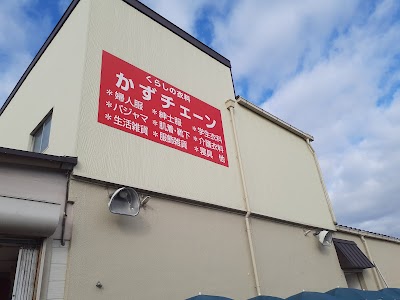 くらしの衣料
かずチェーン
＊婦人服 ＊紳士服 ＊学生衣料
＊パジャマ ＊肌着・靴下 ＊介護衣料
＊生活雑貨 ＊服飾雑貨 ＊寝具 他